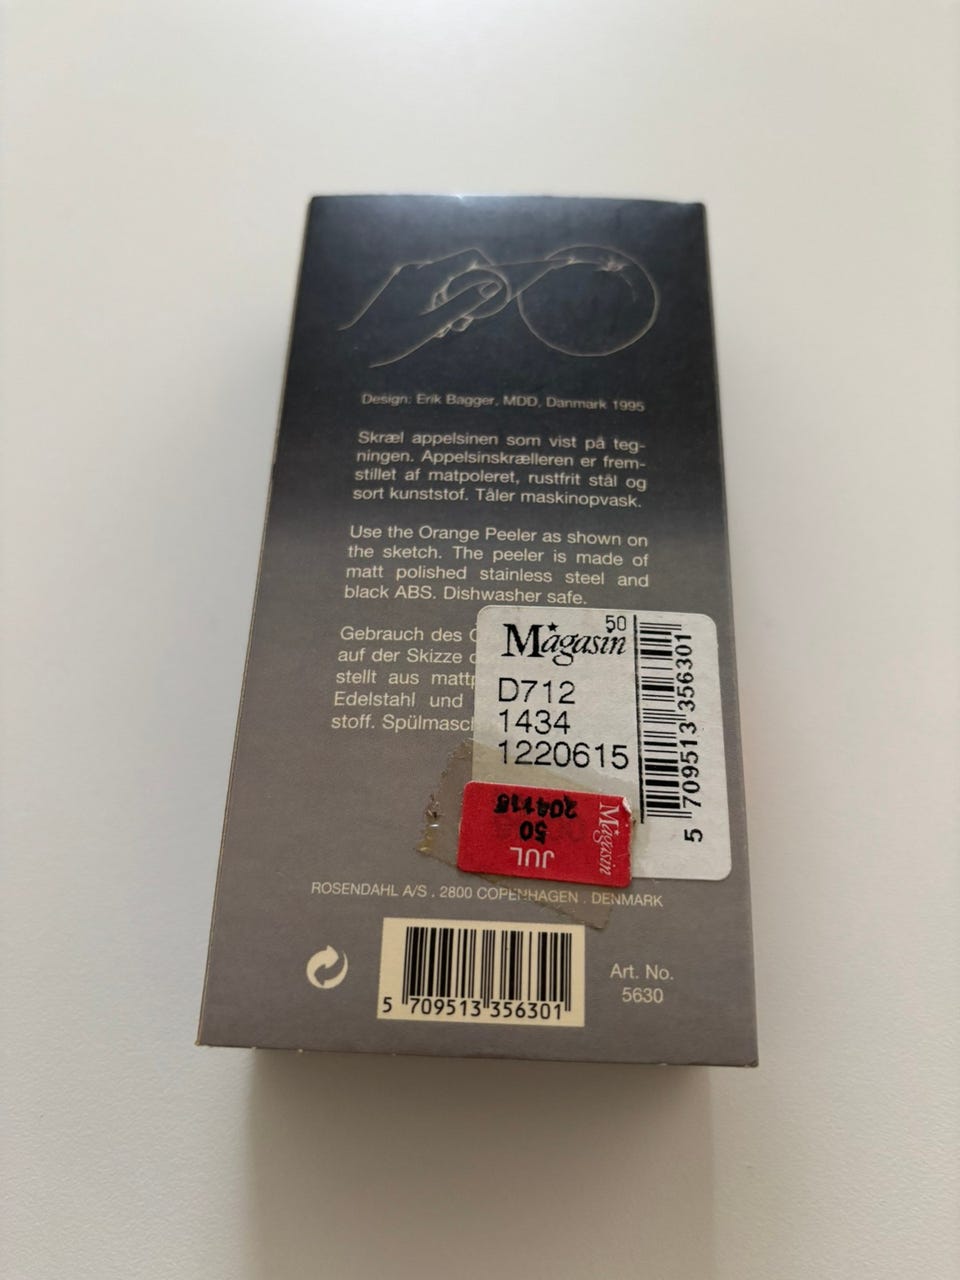 Design: Erik Bagger, MDD, Danmark 1995
Skræl appelsinen som vist på teg-
ningen. Appelsinskrælleren er frem-
stillet af matpoleret, rustfrit stål og
sort kunststof. Tåler maskinopvask.
Use the Orange Peeler as shown on
the sketch. The peeler is made of
matt polished stainless steel and
black ABS. Dishwasher safe.
Gebrauch des
auf der Skizze
stellt aus
Edelstahl und
stoff.
50
Magasin
D712
1434
1220615
5 709513 356301
Magasin
JUL
50
ROSENDAHL A/S . 2800 COPENHAGEN . DENMARK
5 709513 356301
Art. No.
5630